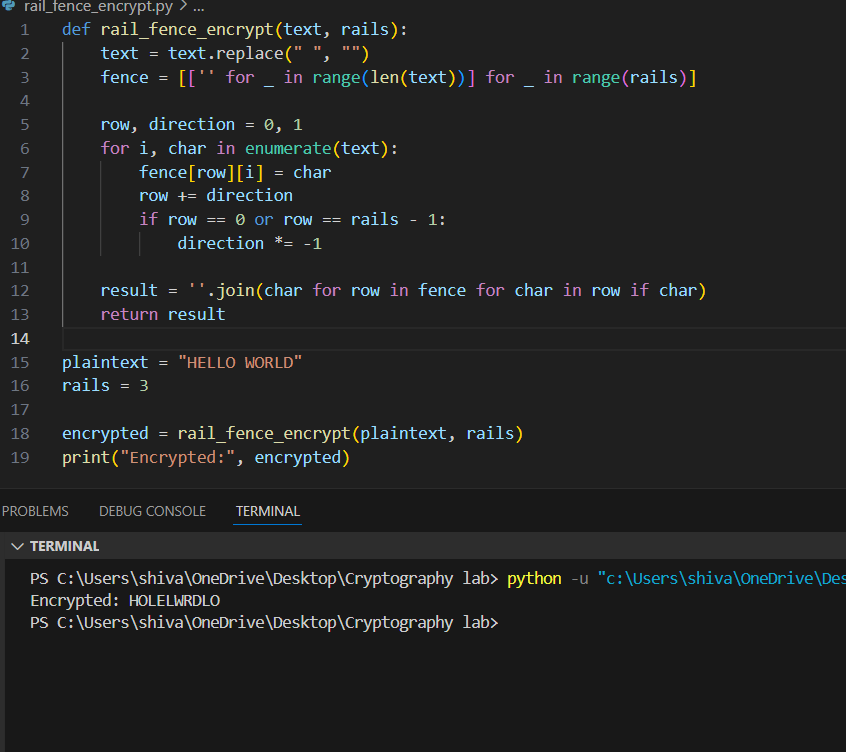 rail_fence_encrypt.py > ...
1 def rail_fence_encrypt(text, rails):
2     text = text.replace(" ", "")
3     fence = [['' for _ in range(len(text))] for _ in range(rails)]
4
5     row, direction = 0, 1
6     for i, char in enumerate(text):
7         fence[row][i] = char
8         row += direction
9         if row == 0 or row == rails - 1:
10             direction *= -1
11
12     result = ''.join(char for row in fence for char in row if char)
13     return result
14
15 plaintext = "HELLO WORLD"
16 rails = 3
17
18 encrypted = rail_fence_encrypt(plaintext, rails)
19 print("Encrypted:", encrypted)
PROBLEMS DEBUG CONSOLE TERMINAL
TERMINAL
PS C:\Users\shiva\OneDrive\Desktop\Cryptography lab> python -u "c:\Users\shiva\OneDrive\Des
Encrypted: HOLELWRDLO
PS C:\Users\shiva\OneDrive\Desktop\Cryptography lab>